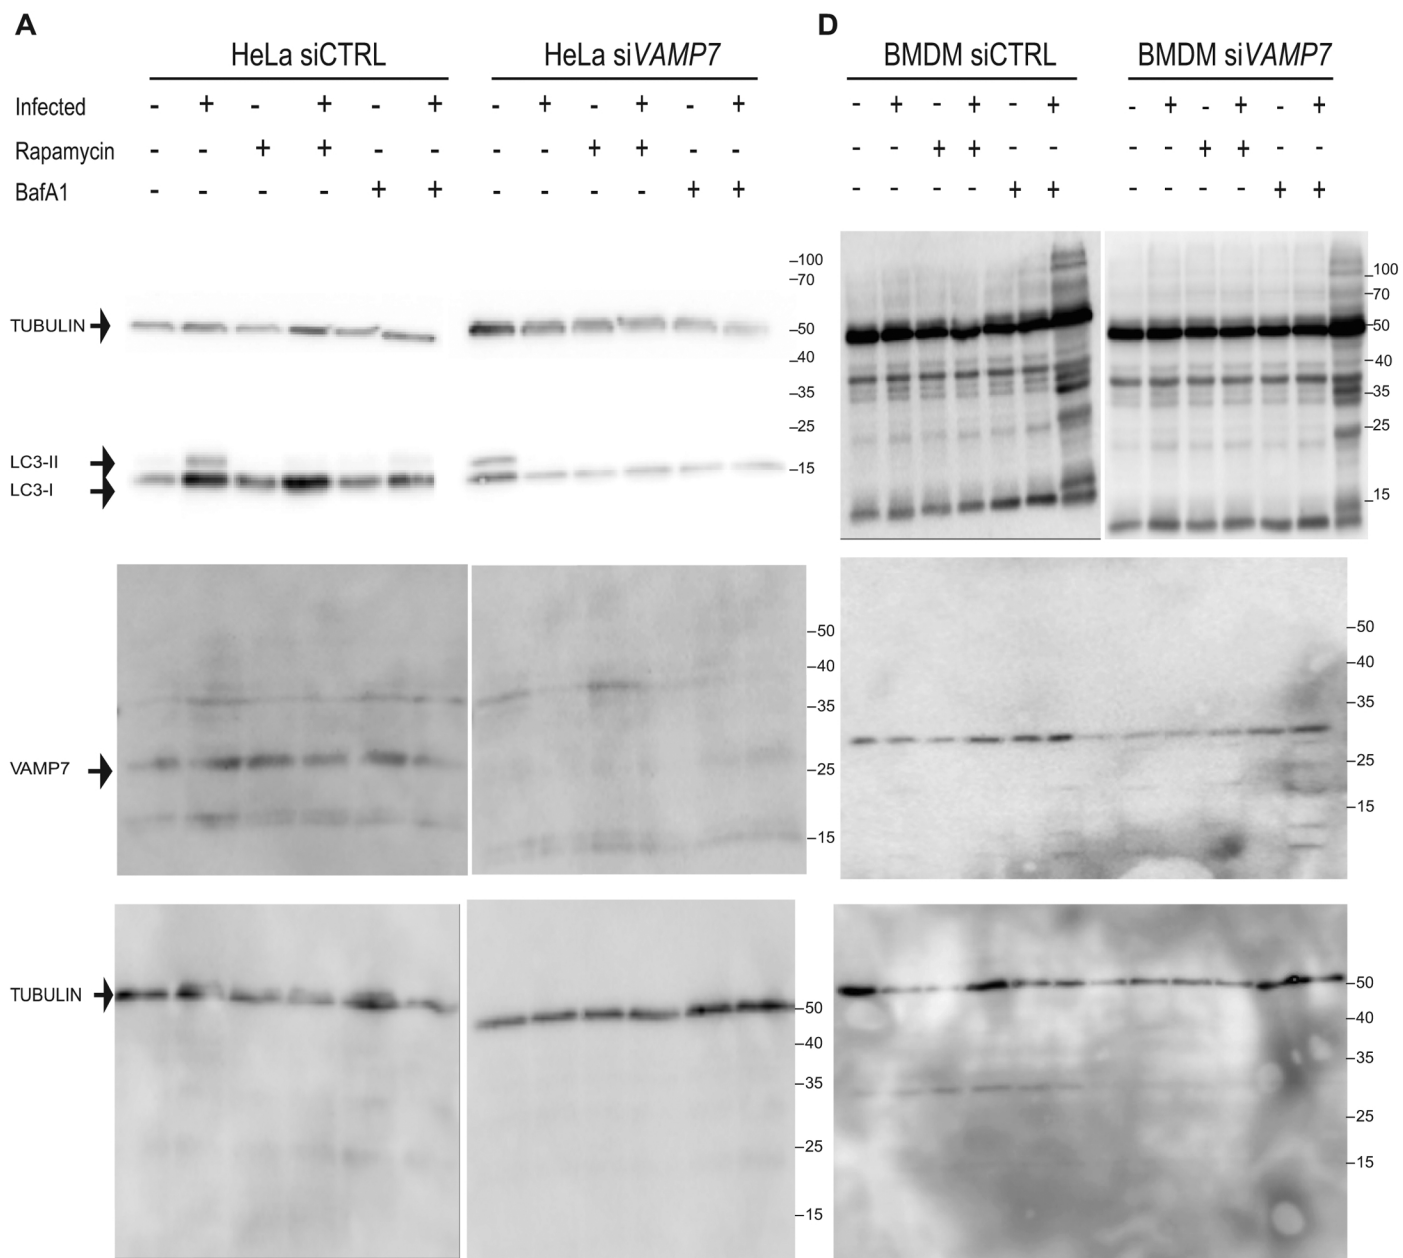 A
D
HeLa siCTRL
HeLa siVAMP7
BMDM siCTRL
BMDM siVAMP7
Infected - + - + - + - + - + - + - + - + - + - + - + - +
Rapamycin - - + + - - - - + + - - - - + + - - - - + + - -
BafA1 - - - - + + - - - - + + - - - - + + - - - - + +
TUBULIN
LC3-II
LC3-I
–100
–70
–50
–40
–35
–25
–15
100
–70
–50
–40
–35
–25
–15
VAMP7
–50
–40
–35
–25
–15
–50
–40
–35
–25
–15
TUBULIN
–50
–40
–35
–25
–15
–50
–40
–35
–25
–15